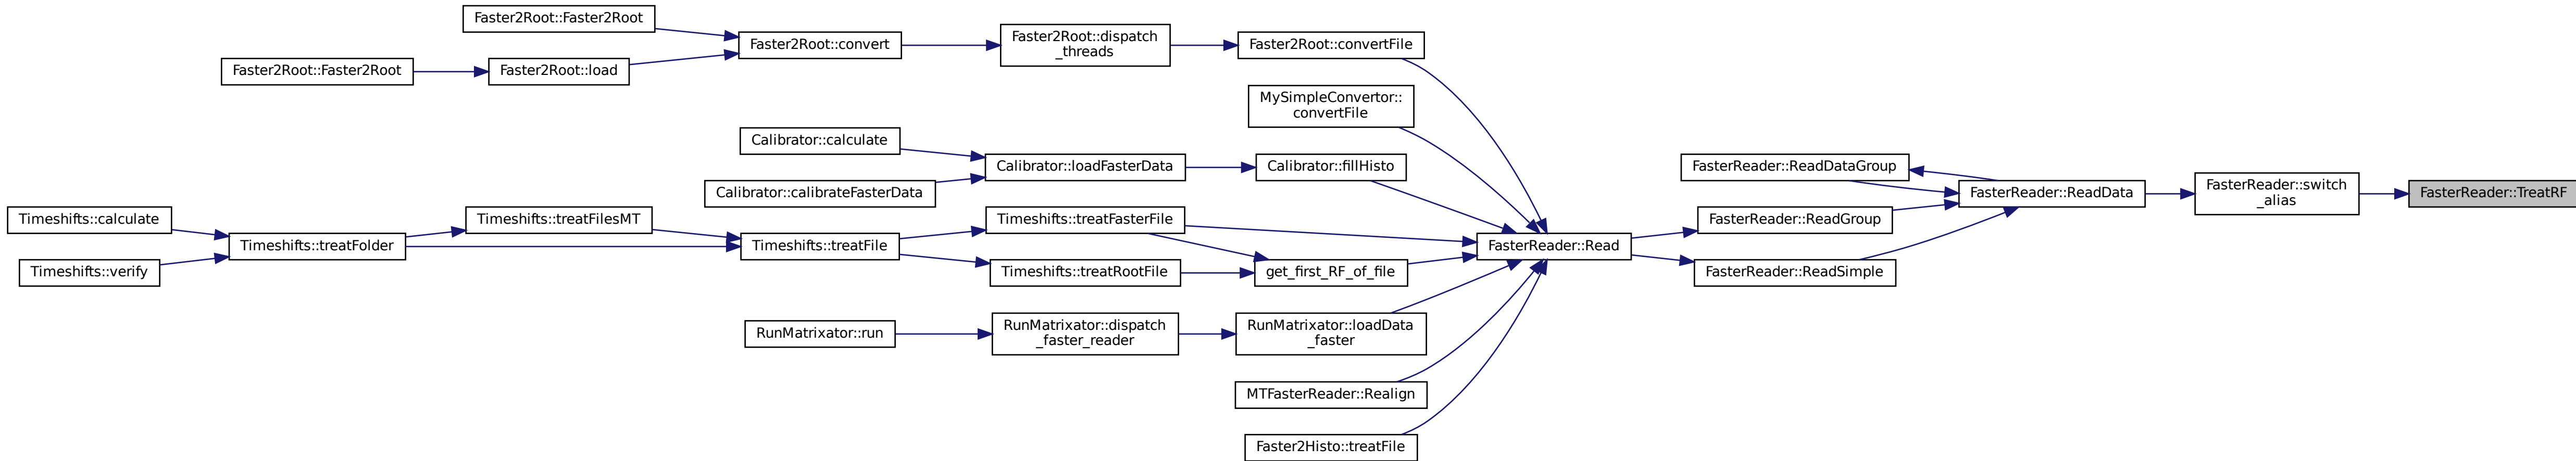 Faster2Root::Faster2Root
Faster2Root::Faster2Root
Faster2Root::load
Faster2Root::convert
Faster2Root::dispatch
_threads
Faster2Root::convertFile
MySimpleConvertor::
convertFile
Calibrator::calculate
Calibrator::calibrateFasterData
Calibrator::loadFasterData
Calibrator::fillHisto
Timeshifts::calculate
Timeshifts::verify
Timeshifts::treatFolder
Timeshifts::treatFilesMT
Timeshifts::treatFile
Timeshifts::treatFasterFile
Timeshifts::treatRootFile
get_first_RF_of_file
RunMatrixator::run
RunMatrixator::dispatch
_faster_reader
RunMatrixator::loadData
_faster
MTFasterReader::Realign
Faster2Histo::treatFile
FasterReader::Read
FasterReader::ReadDataGroup
FasterReader::ReadGroup
FasterReader::ReadSimple
FasterReader::ReadData
FasterReader::switch
_alias
FasterReader::TreatRF